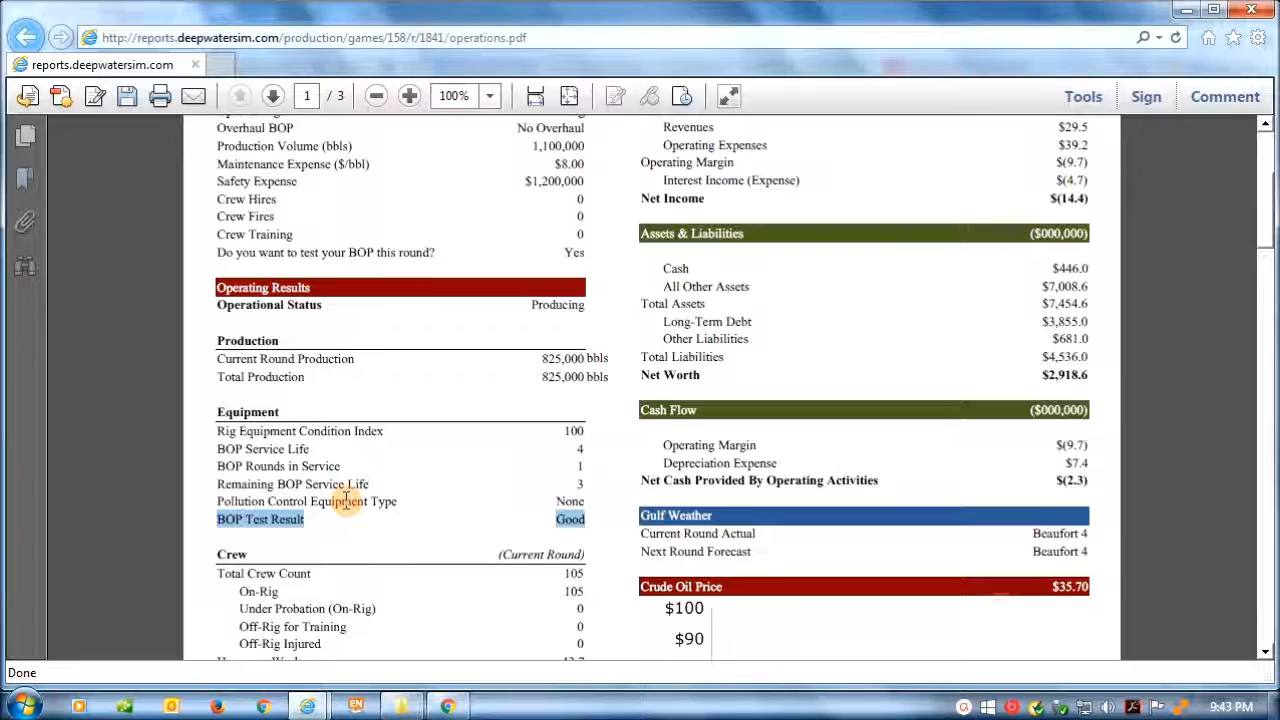 http://reports.deepwatersim.com/production/games/158/r/1841/operations.pdf
reports.deepwatersim.com
1 / 3
100%
Tools
Sign
Comment
Overhaul BOP No Overhaul
Production Volume (bbls) 1,100,000
Maintenance Expense ($/bbl) $8.00
Safety Expense $1,200,000
Crew Hires 0
Crew Fires 0
Crew Training 0
Do you want to test your BOP this round? Yes
Operating Results
Operational Status Producing
Production
Current Round Production 825,000 bbls
Total Production 825,000 bbls
Equipment
Rig Equipment Condition Index 100
BOP Service Life 4
BOP Rounds in Service 1
Remaining BOP Service Life 3
Pollution Control Equipment Type None
BOP Test Result Good
Crew (Current Round)
Total Crew Count 105
On-Rig 105
Under Probation (On-Rig) 0
Off-Rig for Training 0
Off-Rig Injured 0
Revenues $29.5
Operating Expenses $39.2
Operating Margin $(9.7)
Interest Income (Expense) $(4.7)
Net Income $(14.4)
Assets & Liabilities ($000,000)
Cash $446.0
All Other Assets $7,008.6
Total Assets $7,454.6
Long-Term Debt $3,855.0
Other Liabilities $681.0
Total Liabilities $4,536.0
Net Worth $2,918.6
Cash Flow ($000,000)
Operating Margin $(9.7)
Depreciation Expense $7.4
Net Cash Provided By Operating Activities $(2.3)
Gulf Weather
Current Round Actual Beaufort 4
Next Round Forecast Beaufort 4
Crude Oil Price $35.70
$100
$90
Done
EN
9:43 PM